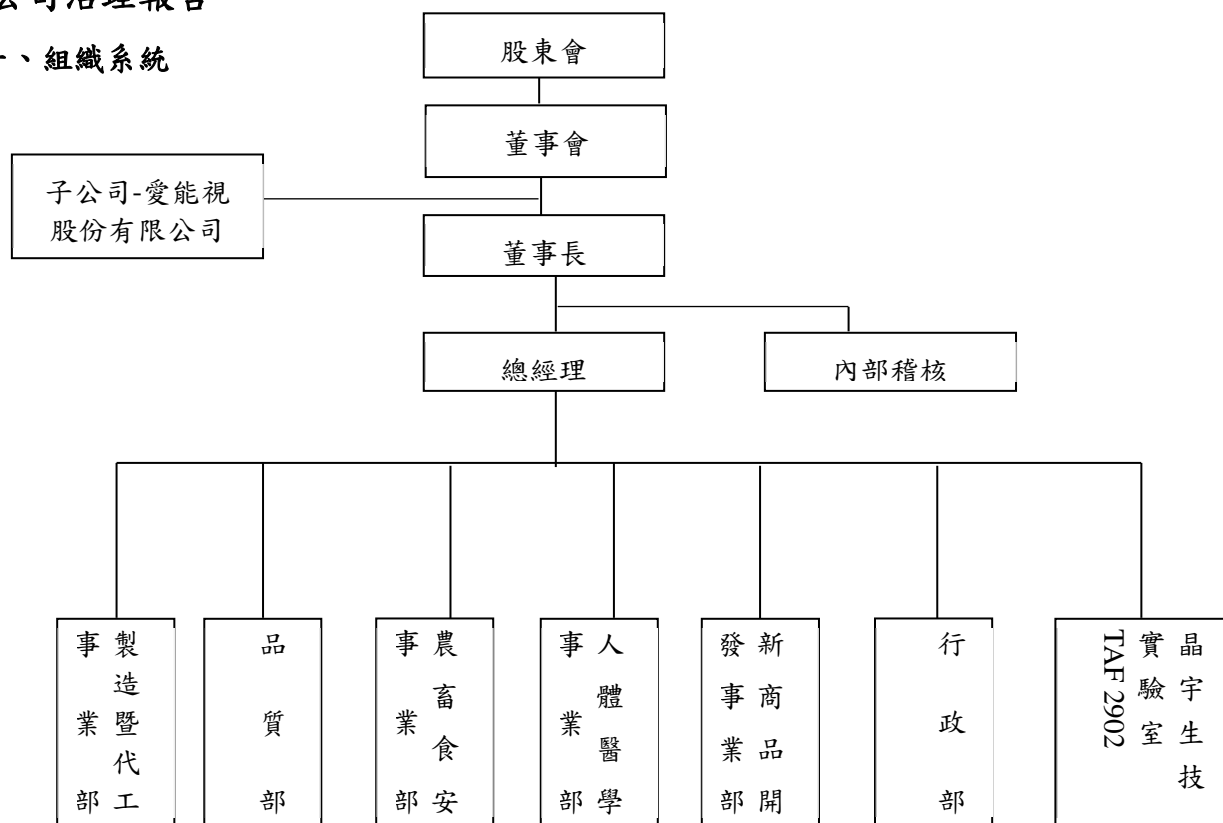 公司治理報告
一、組織系統
股東會
董事會
子公司-愛能視
股份有限公司
董事長
總經理
內部稽核
製造暨代工
事業部
品質部
農畜食安
事業部
人體醫學
事業部
新商品開
發事業部
行政部
晶宇生技
實驗室
TAF 2902